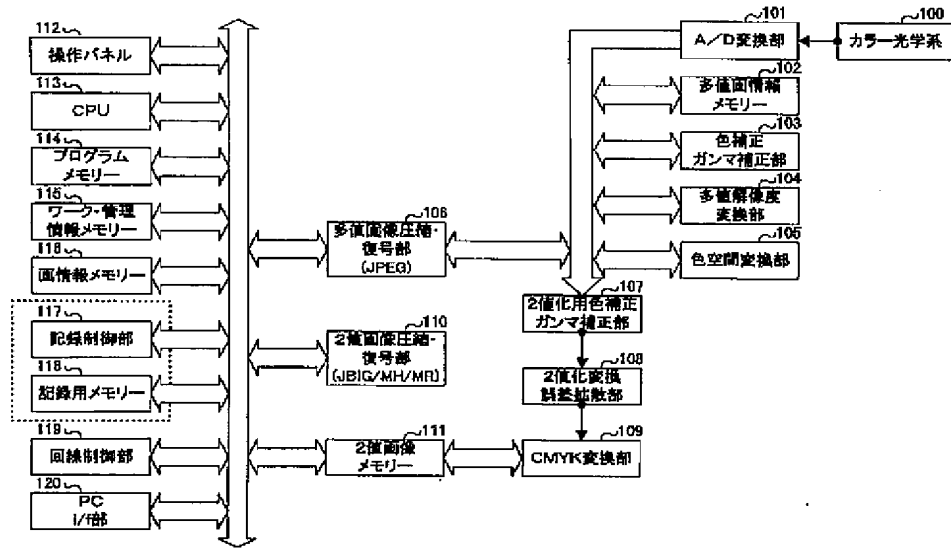 112
操作パネル
113
CPU
114
プログラム
メモリー
115
ワーク・管理
情報メモリー
116
画情報メモリー
117
記録制御部
118
記録用メモリー
119
回線制御部
120
PC
I/f部
106
多値画像圧縮・
復号部
(JPEG)
110
2値画像圧縮・
復号部
(JBIG/MH/MR)
111
2値画像
メモリー
101
A/D変換部
100
カラー光学系
102
多値画情報
メモリー
103
色補正
ガンマ補正部
104
多値解像度
変換部
105
色空間変換部
107
2値化用色補正
ガンマ補正部
108
2値化変換
誤差拡散部
109
CMYK変換部